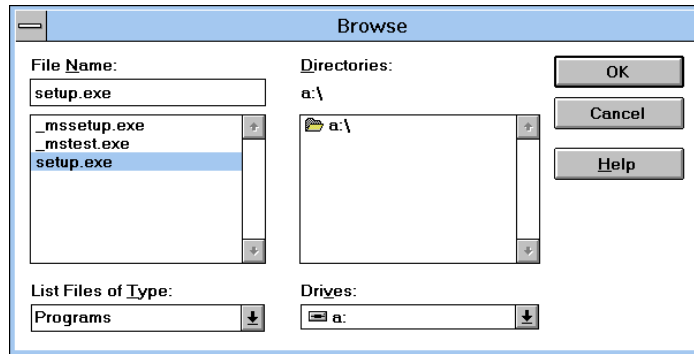 Browse
File Name:
setup.exe
_mssetup.exe
_mstest.exe
setup.exe
List Files of Type:
Programs
Directories:
a:\
a:\
Drives:
a:
OK
Cancel
Help